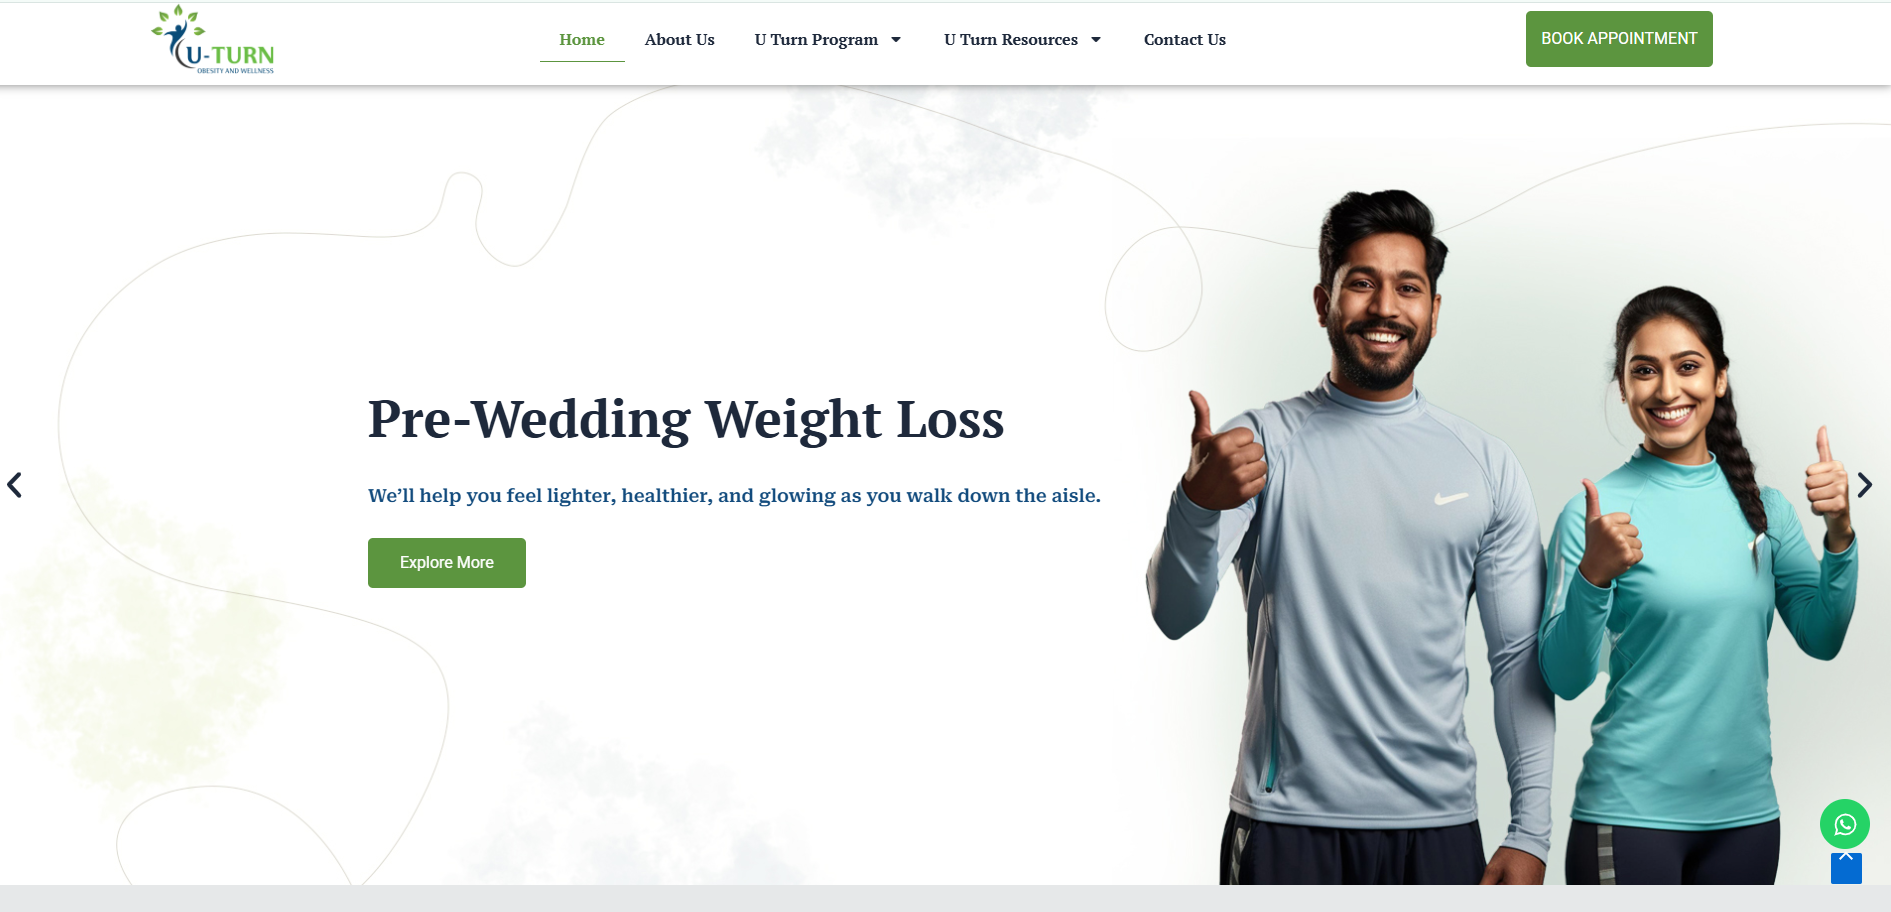 U-TURN
OBESITY AND WELLNESS
Home
About Us
U Turn Program
U Turn Resources
Contact Us
BOOK APPOINTMENT
Pre-Wedding Weight Loss
We’ll help you feel lighter, healthier, and glowing as you walk down the aisle.
Explore More